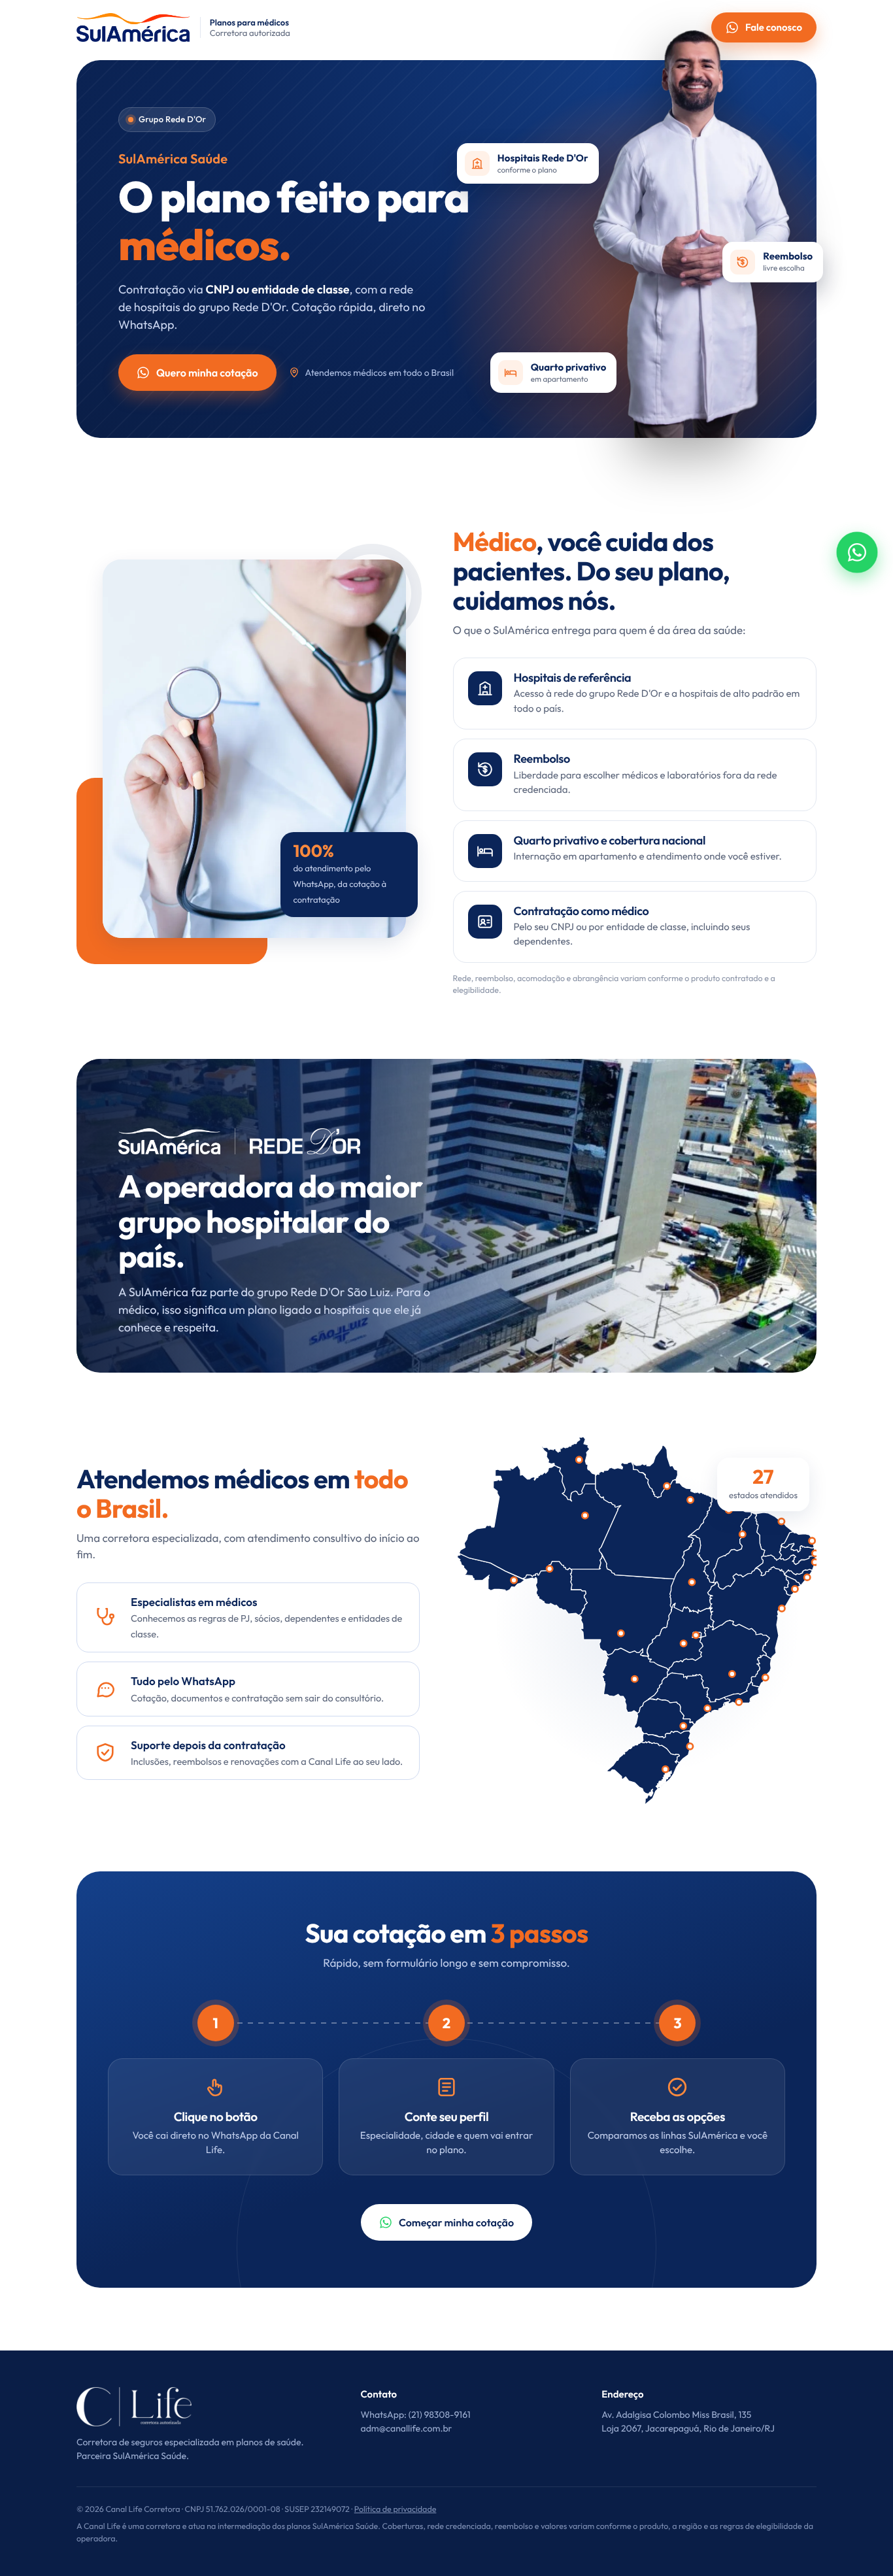 SulAmérica
Planos para médicos
Corretora autorizada
Fale conosco
Grupo Rede D'Or
SulAmérica Saúde
O plano feito para
médicos.
Contratação via CNPJ ou entidade de classe, com a rede
de hospitais do grupo Rede D'Or. Cotação rápida, direto no
WhatsApp.
Quero minha cotação
Atendemos médicos em todo o Brasil
Hospitais Rede D'Or
conforme o plano
Reembolso
livre escolha
Quarto privativo
em apartamento
100%
do atendimento pelo
WhatsApp, da cotação à
contratação
Médico, você cuida dos
pacientes. Do seu plano,
cuidamos nós.
O que o SulAmérica entrega para quem é da área da saúde:
Hospitais de referência
Acesso à rede do grupo Rede D'Or e a hospitais de alto padrão em
todo o país.
Reembolso
Liberdade para escolher médicos e laboratórios fora da rede
credenciada.
Quarto privativo e cobertura nacional
Internação em apartamento e atendimento onde você estiver.
Contratação como médico
Pelo seu CNPJ ou por entidade de classe, incluindo seus
dependentes.
Rede, reembolso, acomodação e abrangência variam conforme o produto contratado e a
elegibilidade.
SulAmérica
REDE D'OR
A operadora do maior
grupo hospitalar do
país.
A SulAmérica faz parte do grupo Rede D'Or São Luiz. Para o
médico, isso significa um plano ligado a hospitais que ele já
conhece e respeita.
SÃO LUIZ
Atendemos médicos em todo
o Brasil.
Uma corretora especializada, com atendimento consultivo do início ao
fim.
Especialistas em médicos
Conhecemos as regras de PJ, sócios, dependentes e entidades de
classe.
Tudo pelo WhatsApp
Cotação, documentos e contratação sem sair do consultório.
Suporte depois da contratação
Inclusões, reembolsos e renovações com a Canal Life ao seu lado.
27
estados atendidos
Sua cotação em 3 passos
Rápido, sem formulário longo e sem compromisso.
1
2
3
Clique no botão
Você cai direto no WhatsApp da Canal
Life.
Conte seu perfil
Especialidade, cidade e quem vai entrar
no plano.
Receba as opções
Comparamos as linhas SulAmérica e você
escolhe.
Começar minha cotação
C Life
corretora autorizada
Corretora de seguros especializada em planos de saúde.
Parceira SulAmérica Saúde.
Contato
WhatsApp: (21) 98308-9161
adm@canallife.com.br
Endereço
Av. Adalgisa Colombo Miss Brasil, 135
Loja 2067, Jacarepaguá, Rio de Janeiro/RJ
© 2026 Canal Life Corretora · CNPJ 51.762.026/0001-08 · SUSEP 232149072 · Política de privacidade
A Canal Life é uma corretora e atua na intermediação dos planos SulAmérica Saúde. Coberturas, rede credenciada, reembolso e valores variam conforme o produto, a região e as regras de elegibilidade da
operadora.